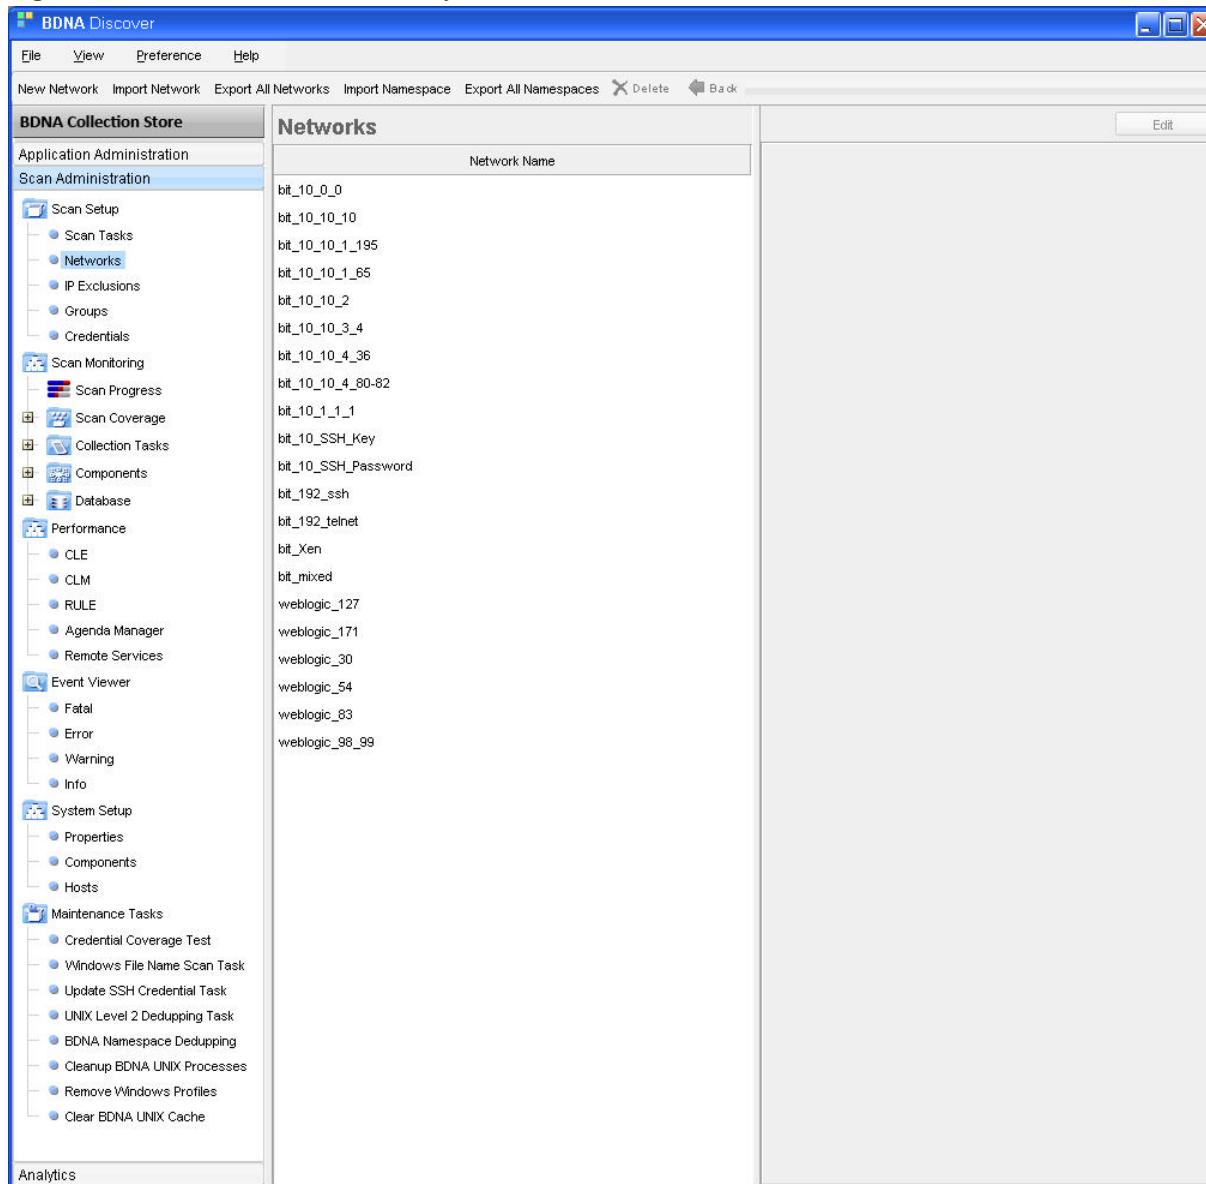 BDNA Discover
File View Preference Help
New Network Import Network Export All Networks Import Namespace Export All Namespaces Delete Back
BDNA Collection Store
Application Administration
Scan Administration
Scan Setup
Scan Tasks
Networks
IP Exclusions
Groups
Credentials
Scan Monitoring
Scan Progress
Scan Coverage
Collection Tasks
Components
Database
Performance
CLE
CLM
RULE
Agenda Manager
Remote Services
Event Viewer
Fatal
Error
Warning
Info
System Setup
Properties
Components
Hosts
Maintenance Tasks
Credential Coverage Test
Windows File Name Scan Task
Update SSH Credential Task
UNIX Level 2 Dedupping Task
BDNA Namespace Dedupping
Cleanup BDNA UNIX Processes
Remove Windows Profiles
Clear BDNA UNIX Cache
Analytics
Networks
Network Name
bit_10_0_0
bit_10_10_10
bit_10_10_1_195
bit_10_10_1_65
bit_10_10_2
bit_10_10_3_4
bit_10_10_4_36
bit_10_10_4_80-82
bit_10_1_1_1
bit_10_SSH_Key
bit_10_SSH_Password
bit_192_ssh
bit_192_telnet
bit_Xen
bit_mixed
weblogic_127
weblogic_171
weblogic_30
weblogic_54
weblogic_83
weblogic_98_99
Edit